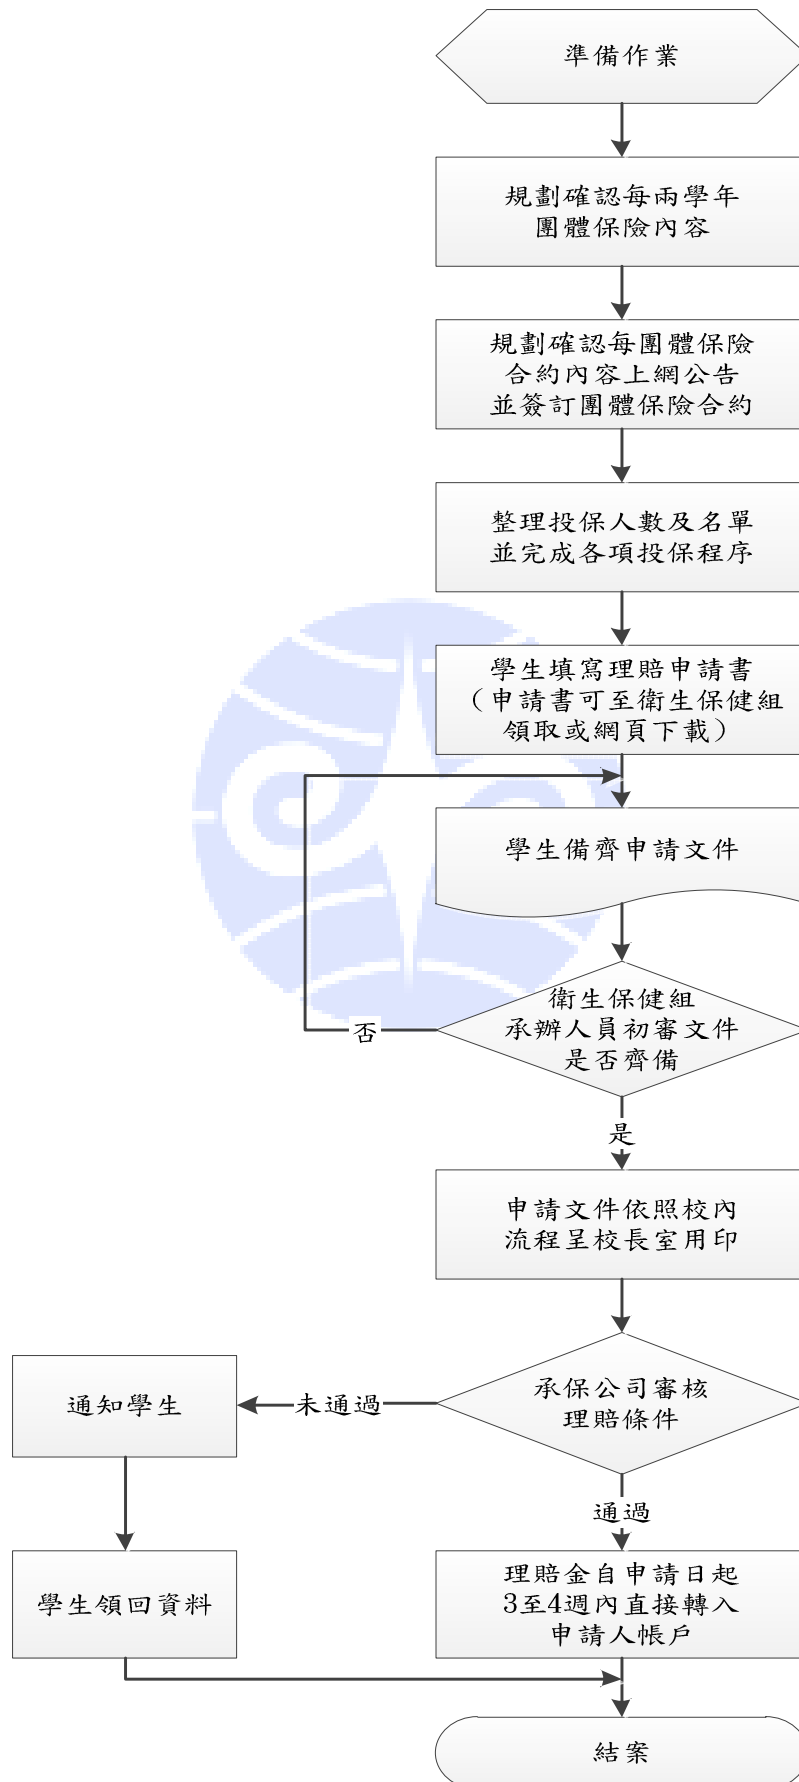 準備作業
規劃確認每兩學年
團體保險內容
規劃確認每團體保險
合約內容上網公告
並簽訂團體保險合約
整理投保人數及名單
並完成各項投保程序
學生填寫理賠申請書
（申請書可至衛生保健組
領取或網頁下載）
學生備齊申請文件
衛生保健組
承辦人員初審文件
是否齊備
否
是
申請文件依照校內
流程呈校長室用印
承保公司審核
理賠條件
未通過
通知學生
通過
學生領回資料
理賠金自申請日起
3至4週內直接轉入
申請人帳戶
結案